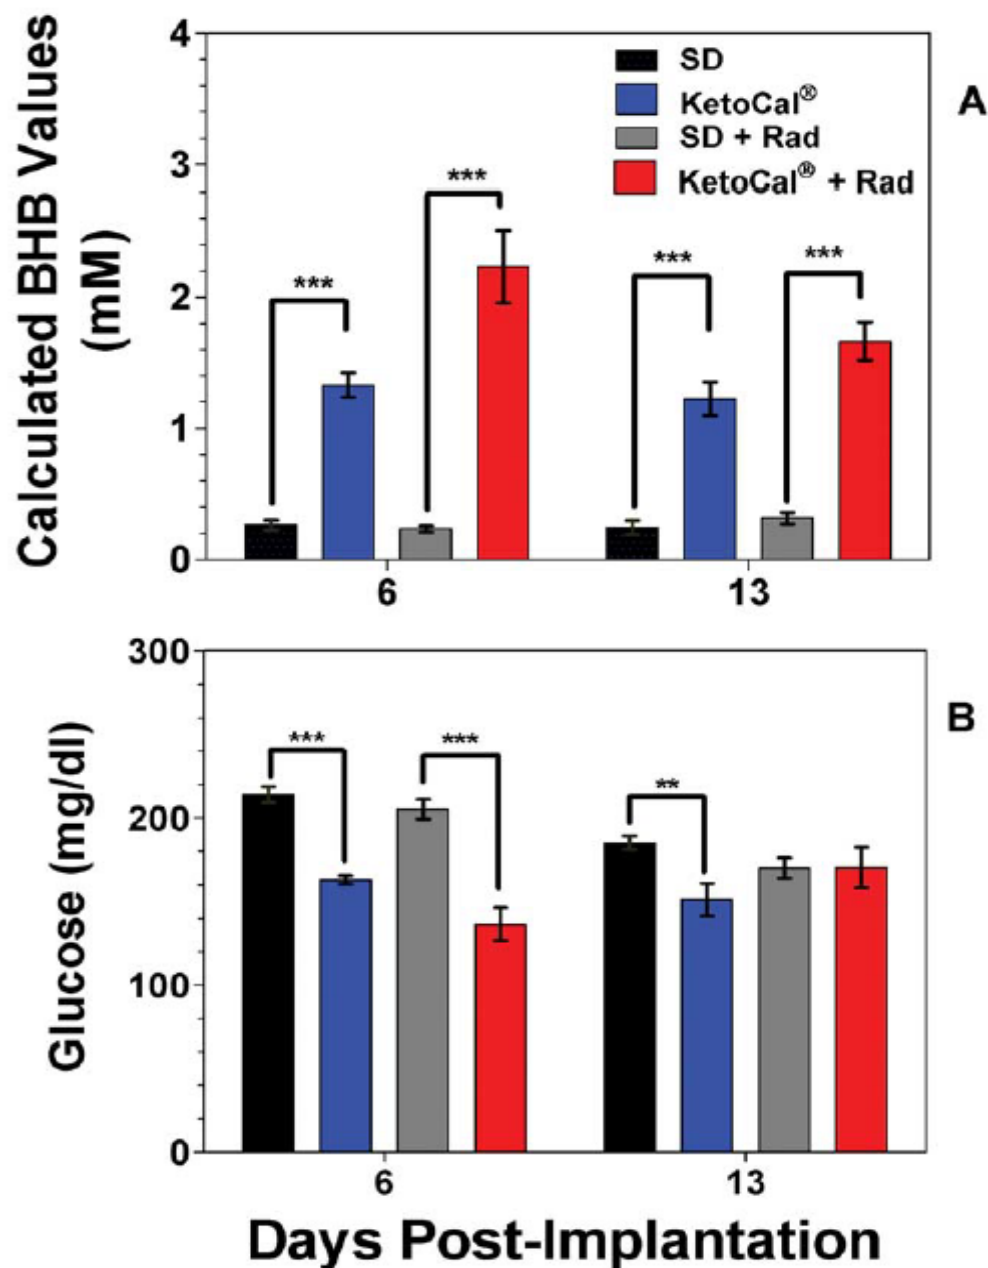 4
A
SD
KetoCal®
SD + Rad
KetoCal® + Rad
3
***
***
***
***
2
1
0
Calculated BHB Values
(mM)
6
13
300
B
***
***
**
200
100
0
Glucose (mg/dl)
6
13
Days Post-Implantation